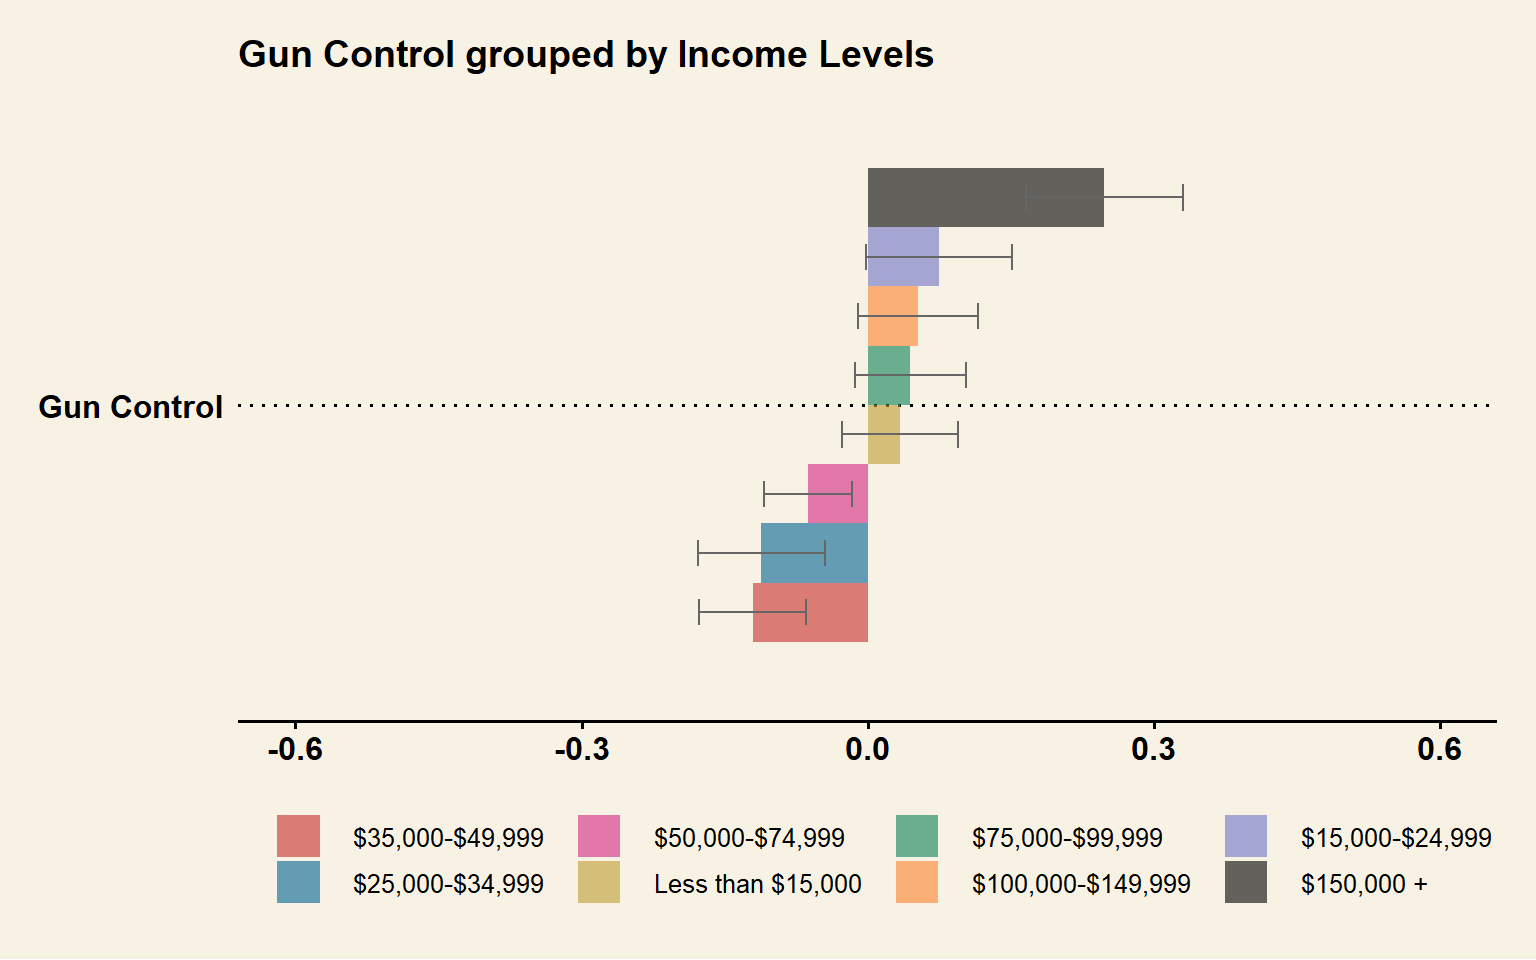 Gun Control grouped by Income Levels
Gun Control
-0.6 -0.3 0.0 0.3 0.6
$35,000-$49,999 $50,000-$74,999 $75,000-$99,999 $15,000-$24,999
$25,000-$34,999 Less than $15,000 $100,000-$149,999 $150,000 +